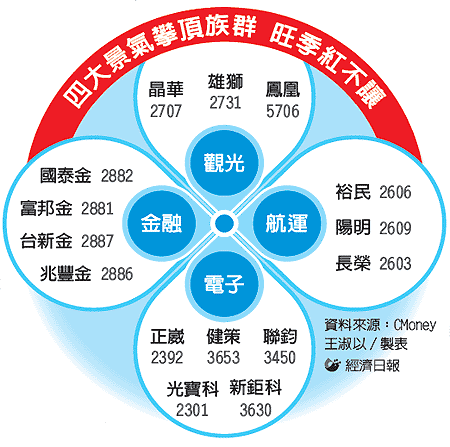 四大景氣攀頂族群 旺季紅不讓
晶華 雄獅 鳳凰
2707 2731 5706
觀光
國泰金 2882
富邦金 2881
台新金 2887
兆豐金 2886
金融
航運
裕民 2606
陽明 2609
長榮 2603
電子
正崴 健策 聯鈞
2392 3653 3450
光寶科 新鉅科
2301 3630
資料來源：CMoney
王淑以/製表
經濟日報